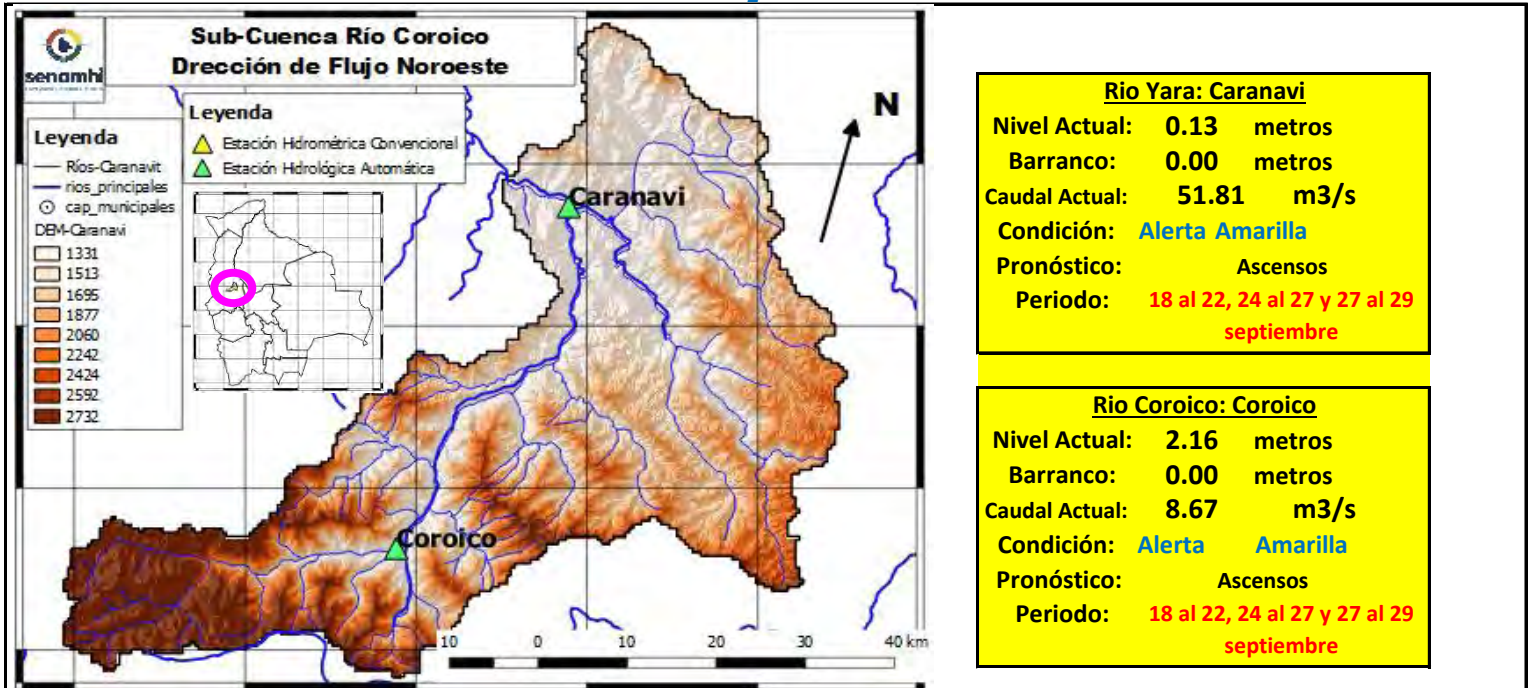 senamhi
Sub-Cuenca Río Coroico
Drección de Flujo Noroeste
Leyenda
Estación Hidrométrica Convencional
Estación Hidrológica Automática
Leyenda
Ríos-Caranavit
rios_principales
cap_municipales
DEM-Caranavi
1331
1513
1695
1877
2060
2242
2424
2592
2732
N
Caranavi
Coroico
10 0 10 20 30 40 km
Rio Yara: Caranavi
Nivel Actual: 0.13 metros
Barranco: 0.00 metros
Caudal Actual: 51.81 m3/s
Condición: Alerta Amarilla
Pronóstico: Ascensos
Periodo: 18 al 22, 24 al 27 y 27 al 29
septiembre
Rio Coroico: Coroico
Nivel Actual: 2.16 metros
Barranco: 0.00 metros
Caudal Actual: 8.67 m3/s
Condición: Alerta Amarilla
Pronóstico: Ascensos
Periodo: 18 al 22, 24 al 27 y 27 al 29
septiembre